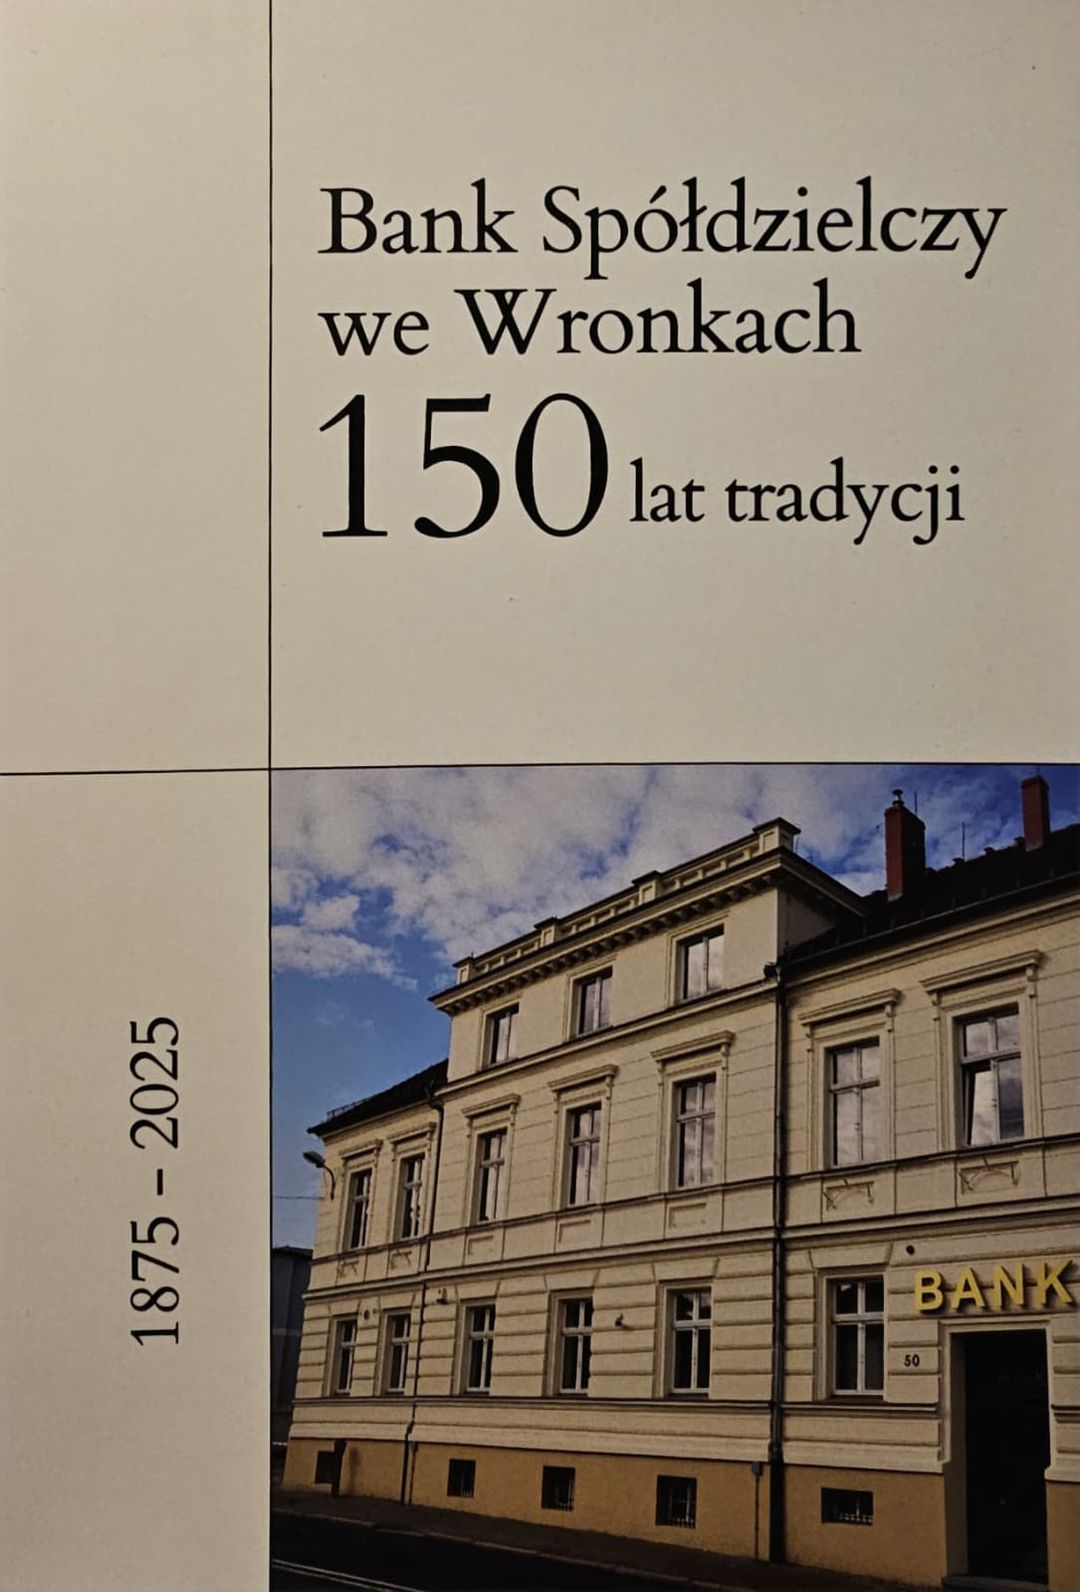 Bank Spółdzielczy
we Wronkach
150 lat tradycji
1875 – 2025
BANK
50